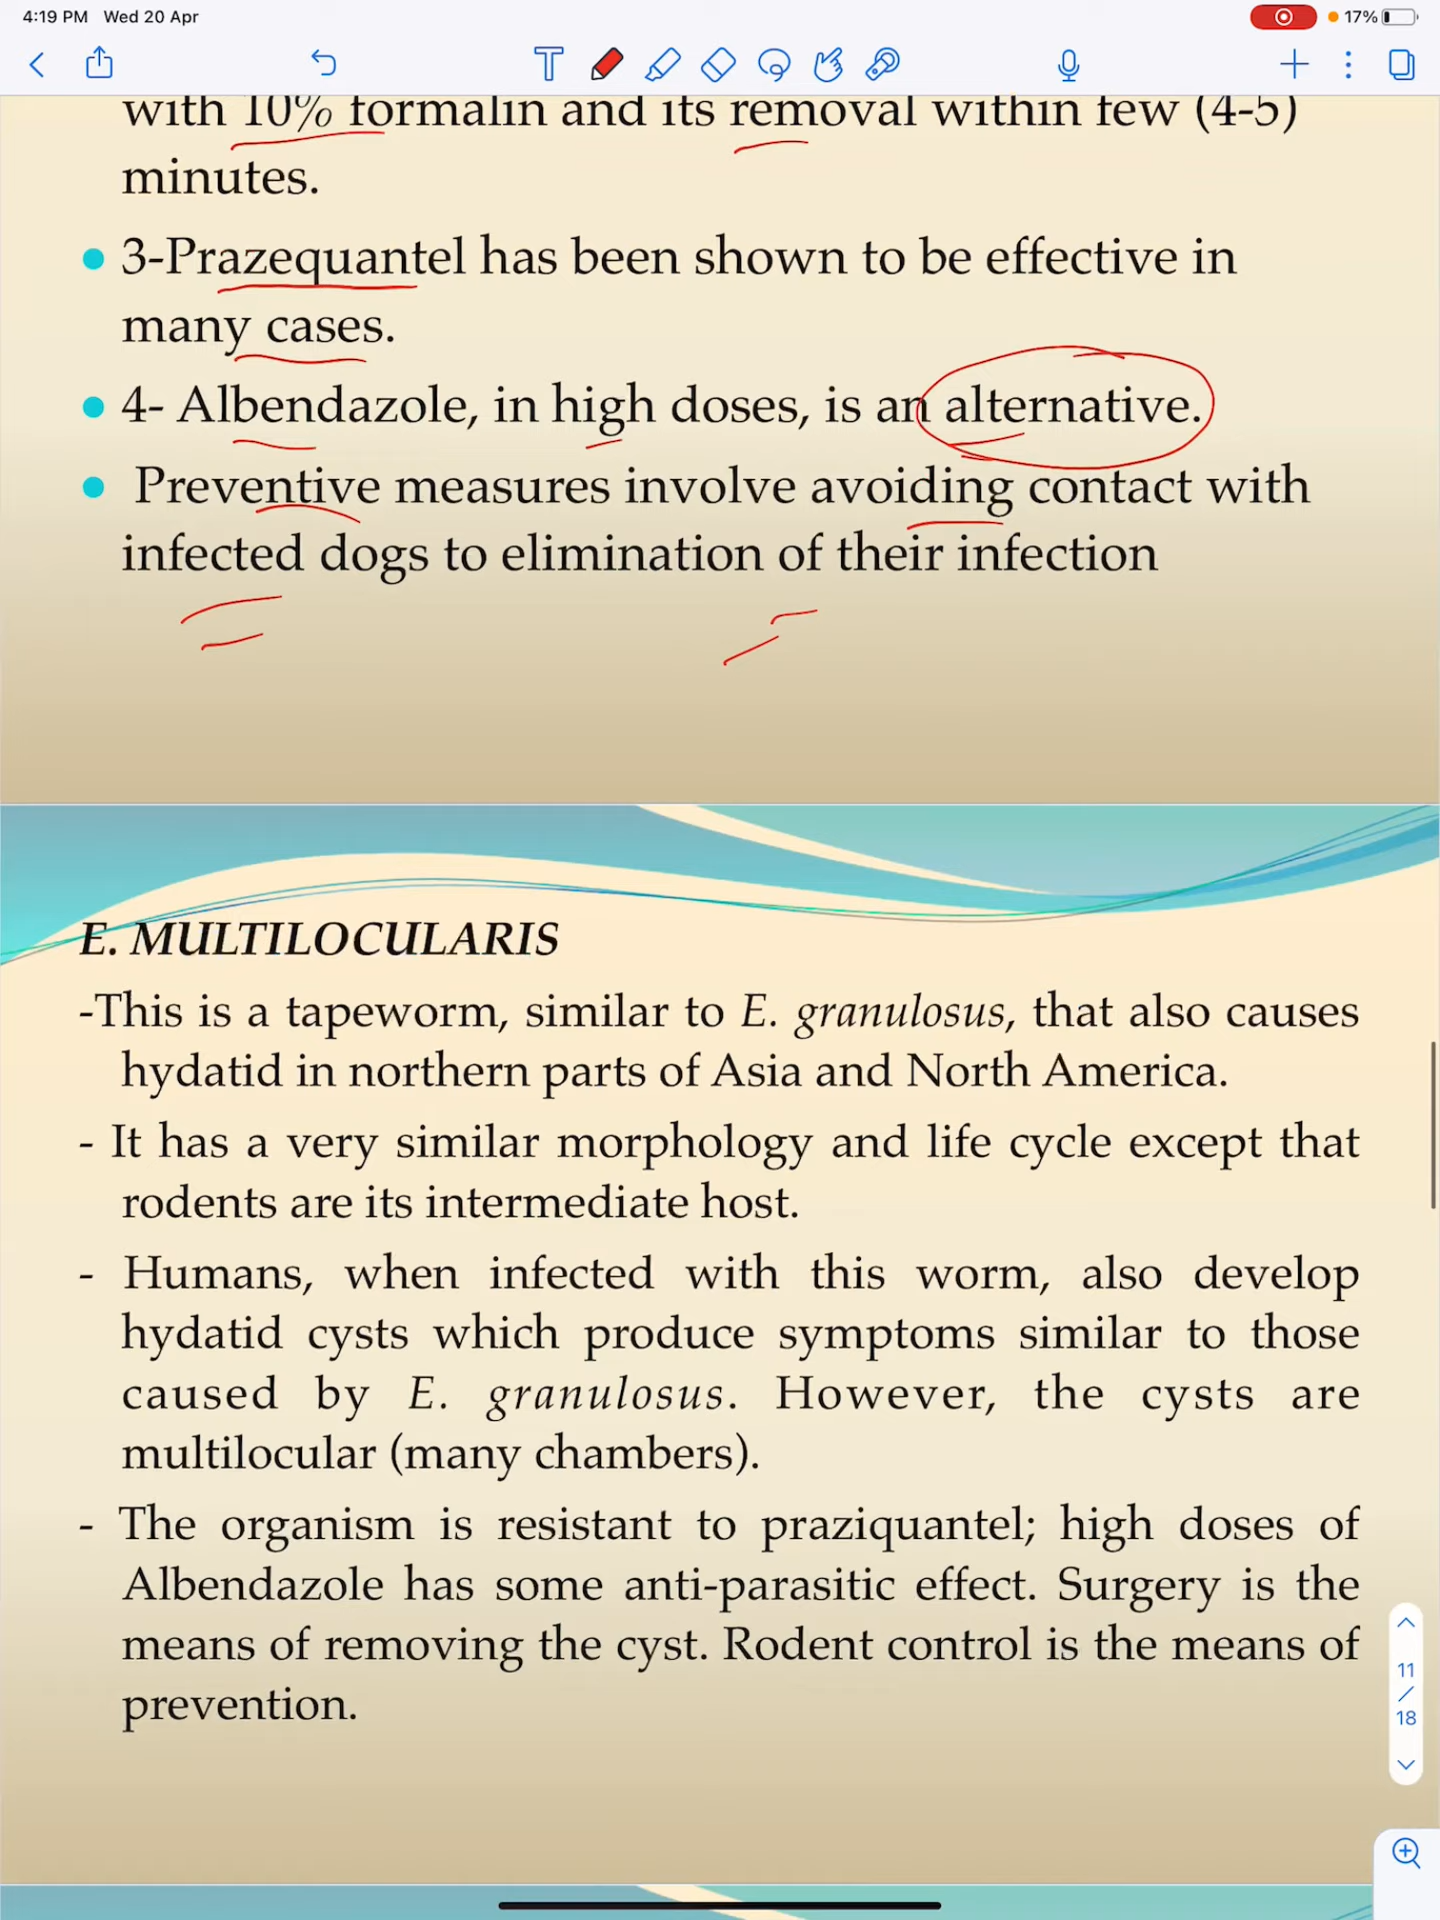 4:19 PM Wed 20 Apr
17%
with 10% formalin and its removal within few (4-5)
minutes.
3-Prazequantel has been shown to be effective in
many cases.
4- Albendazole, in high doses, is an alternative.
Preventive measures involve avoiding contact with
infected dogs to elimination of their infection
E. MULTILOCULARIS
-This is a tapeworm, similar to E. granulosus, that also causes
hydatid in northern parts of Asia and North America.
- It has a very similar morphology and life cycle except that
rodents are its intermediate host.
- Humans, when infected with this worm, also develop
hydatid cysts which produce symptoms similar to those
caused by E. granulosus. However, the cysts are
multilocular (many chambers).
- The organism is resistant to praziquantel; high doses of
Albendazole has some anti-parasitic effect. Surgery is the
means of removing the cyst. Rodent control is the means of
prevention.
11
/
18